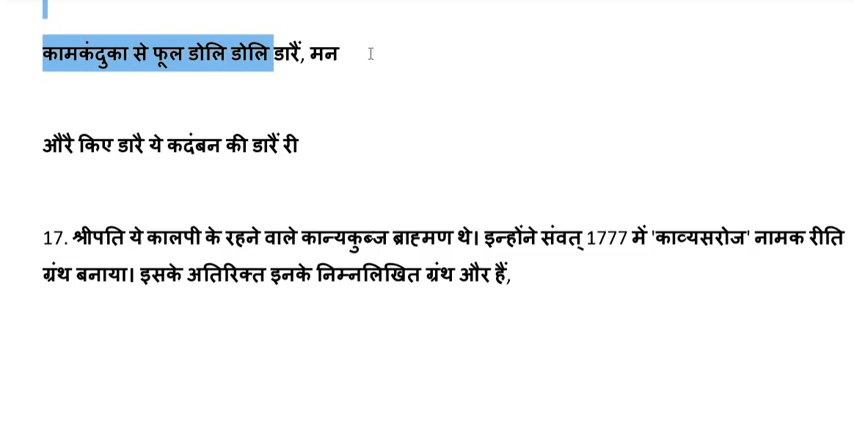 कामकंदुका से फूल डोलि डोलि डारैं, मन
औरै किए डारै ये कदंबन की डारैं री
17. श्रीपति ये कालपी के रहने वाले कान्यकुब्ज ब्राह्मण थे। इन्होंने संवत् 1777 में 'काव्यसरोज' नामक रीति
ग्रंथ बनाया। इसके अतिरिक्त इनके निम्नलिखित ग्रंथ और हैं,